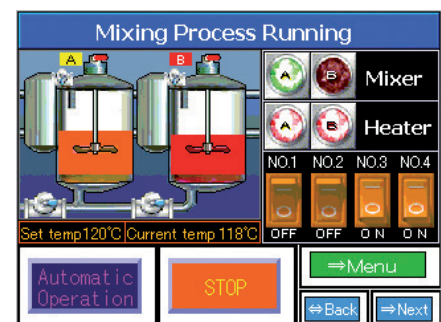 Mixing Process Running
A
B
A B Mixer
A B Heater
NO.1 NO.2 NO.3 NO.4
OFF OFF ON ON
Set temp120℃ Current temp 118℃
Automatic
Operation
STOP
⇒Menu
⇔Back ⇒Next